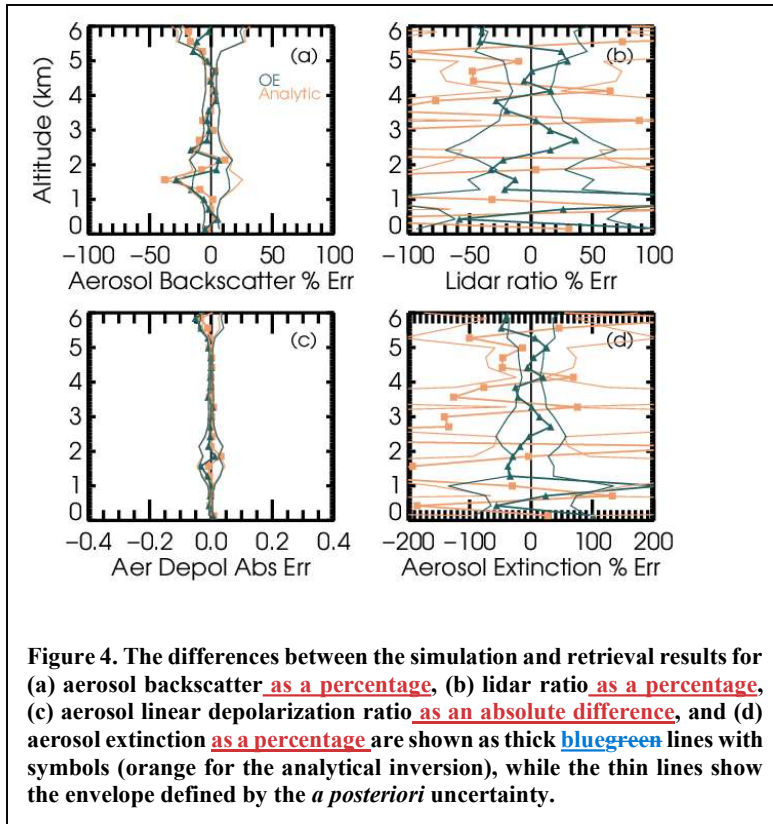 6
5
4
3
2
1
0
Altitude (km)
(a)
OE
Analytic
−100 −50 0 50 100
Aerosol Backscatter % Err
6
5
4
3
2
1
0
(b)
−100 −50 0 50 100
Lidar ratio % Err
6
5
4
3
2
1
0
(c)
−0.4 −0.2 0.0 0.2 0.4
Aer Depol Abs Err
6
5
4
3
2
1
0
(d)
−200 −100 0 100 200
Aerosol Extinction % Err
Figure 4. The differences between the simulation and retrieval results for
(a) aerosol backscatter as a percentage, (b) lidar ratio as a percentage,
(c) aerosol linear depolarization ratio as an absolute difference, and (d)
aerosol extinction as a percentage are shown as thick bluegreen lines with
symbols (orange for the analytical inversion), while the thin lines show
the envelope defined by the a posteriori uncertainty.